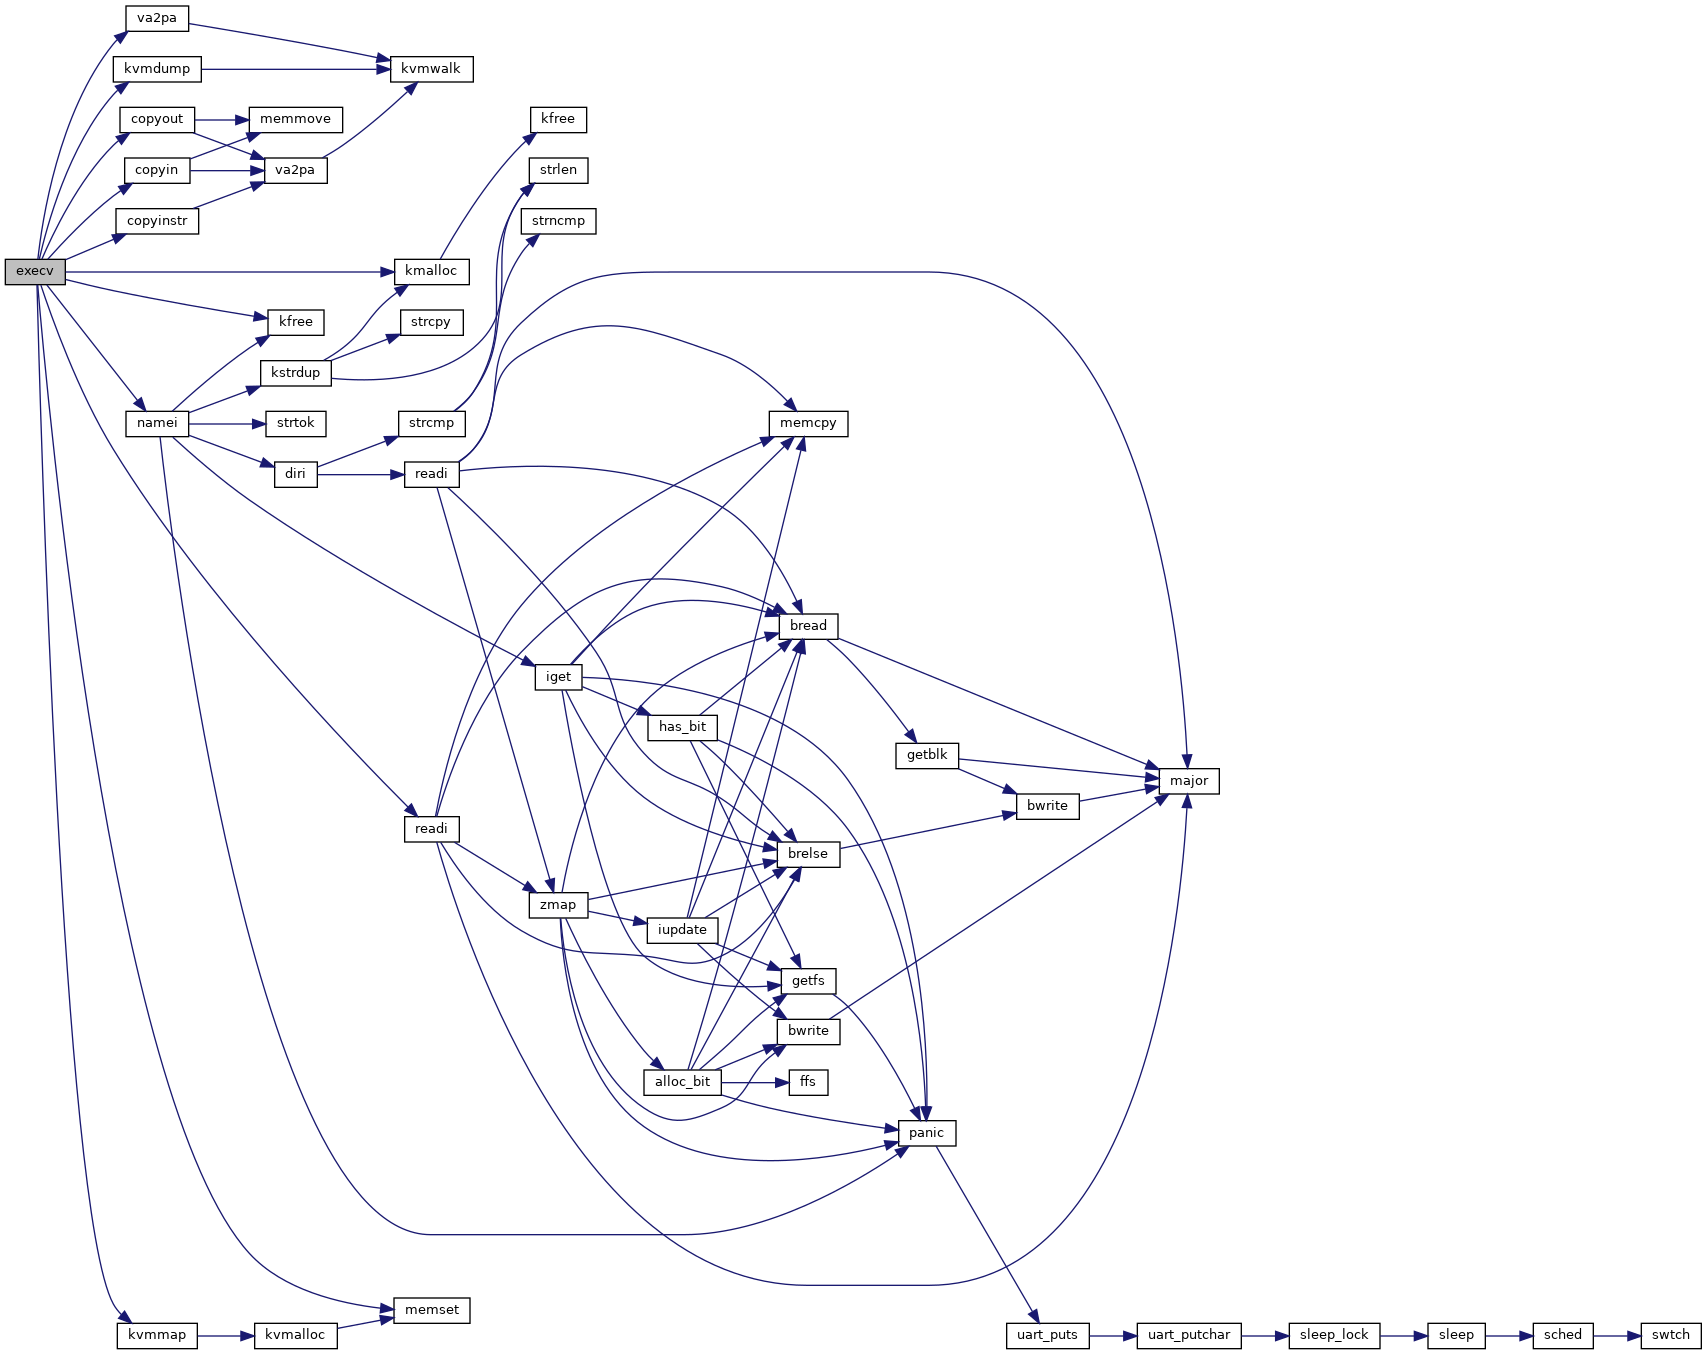 va2pa
kvmdump
kvmwalk
copyout
memmove
kfree
copyin
va2pa
strlen
copyinstr
strncmp
execv
kmalloc
kfree
strcpy
kstrdup
namei
strtok
strcmp
memcpy
diri
readi
bread
iget
has_bit
getblk
major
bwrite
readi
brelse
zmap
iupdate
getfs
bwrite
alloc_bit
ffs
panic
memset
kvmmap
kvmalloc
uart_puts
uart_putchar
sleep_lock
sleep
sched
swtch